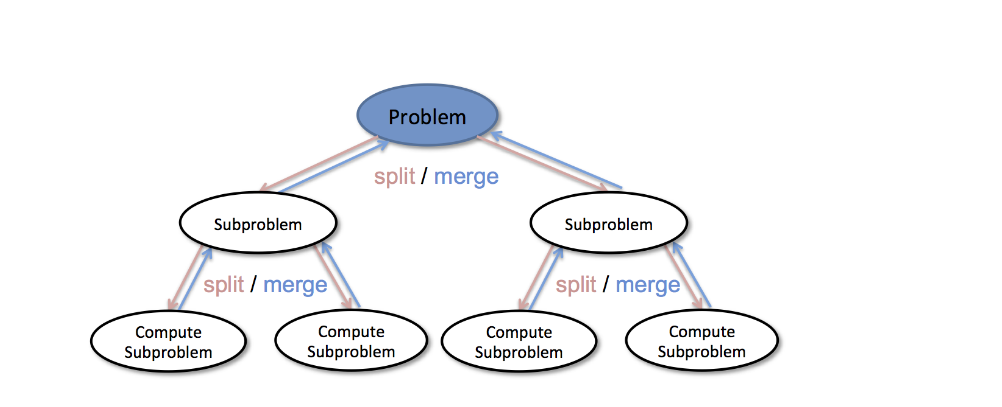 Problem
split / merge
Subproblem
Subproblem
split / merge
split / merge
Compute
Subproblem
Compute
Subproblem
Compute
Subproblem
Compute
Subproblem